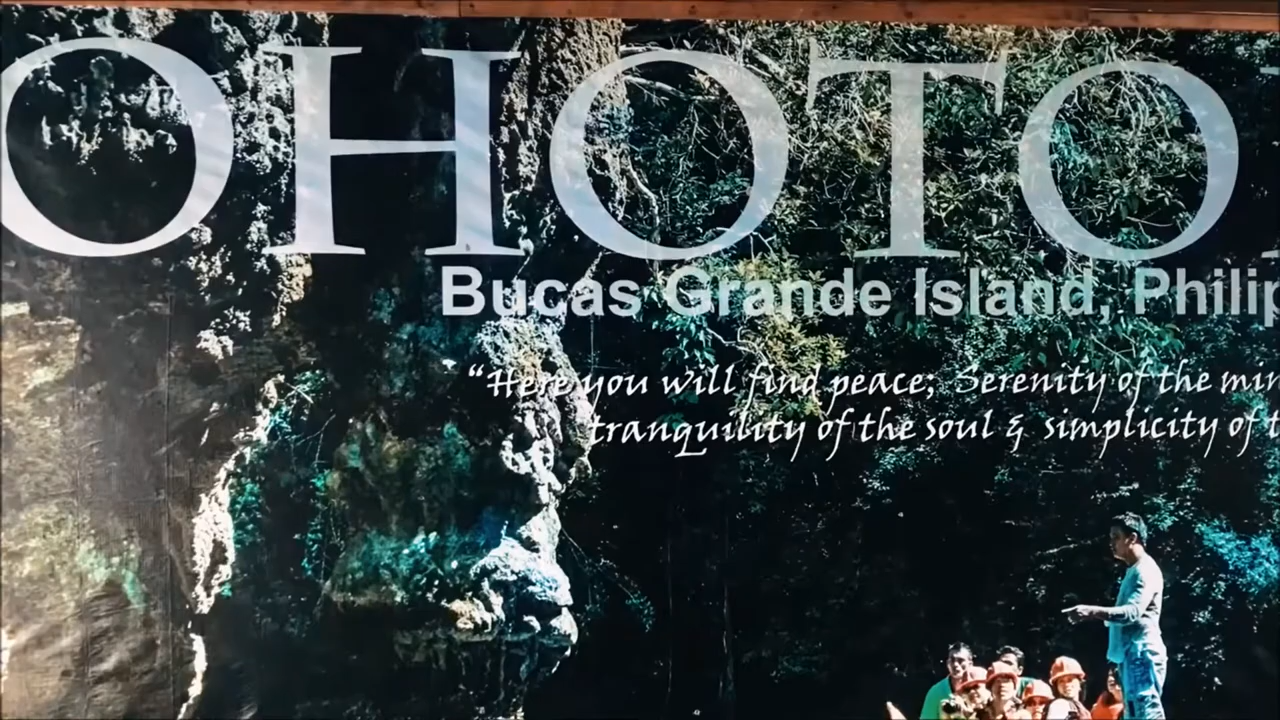 OHOTO
Bucas Grande Island, Philip
“Here you will find peace; Serenity of the min
tranquility of the soul & simplicity of t